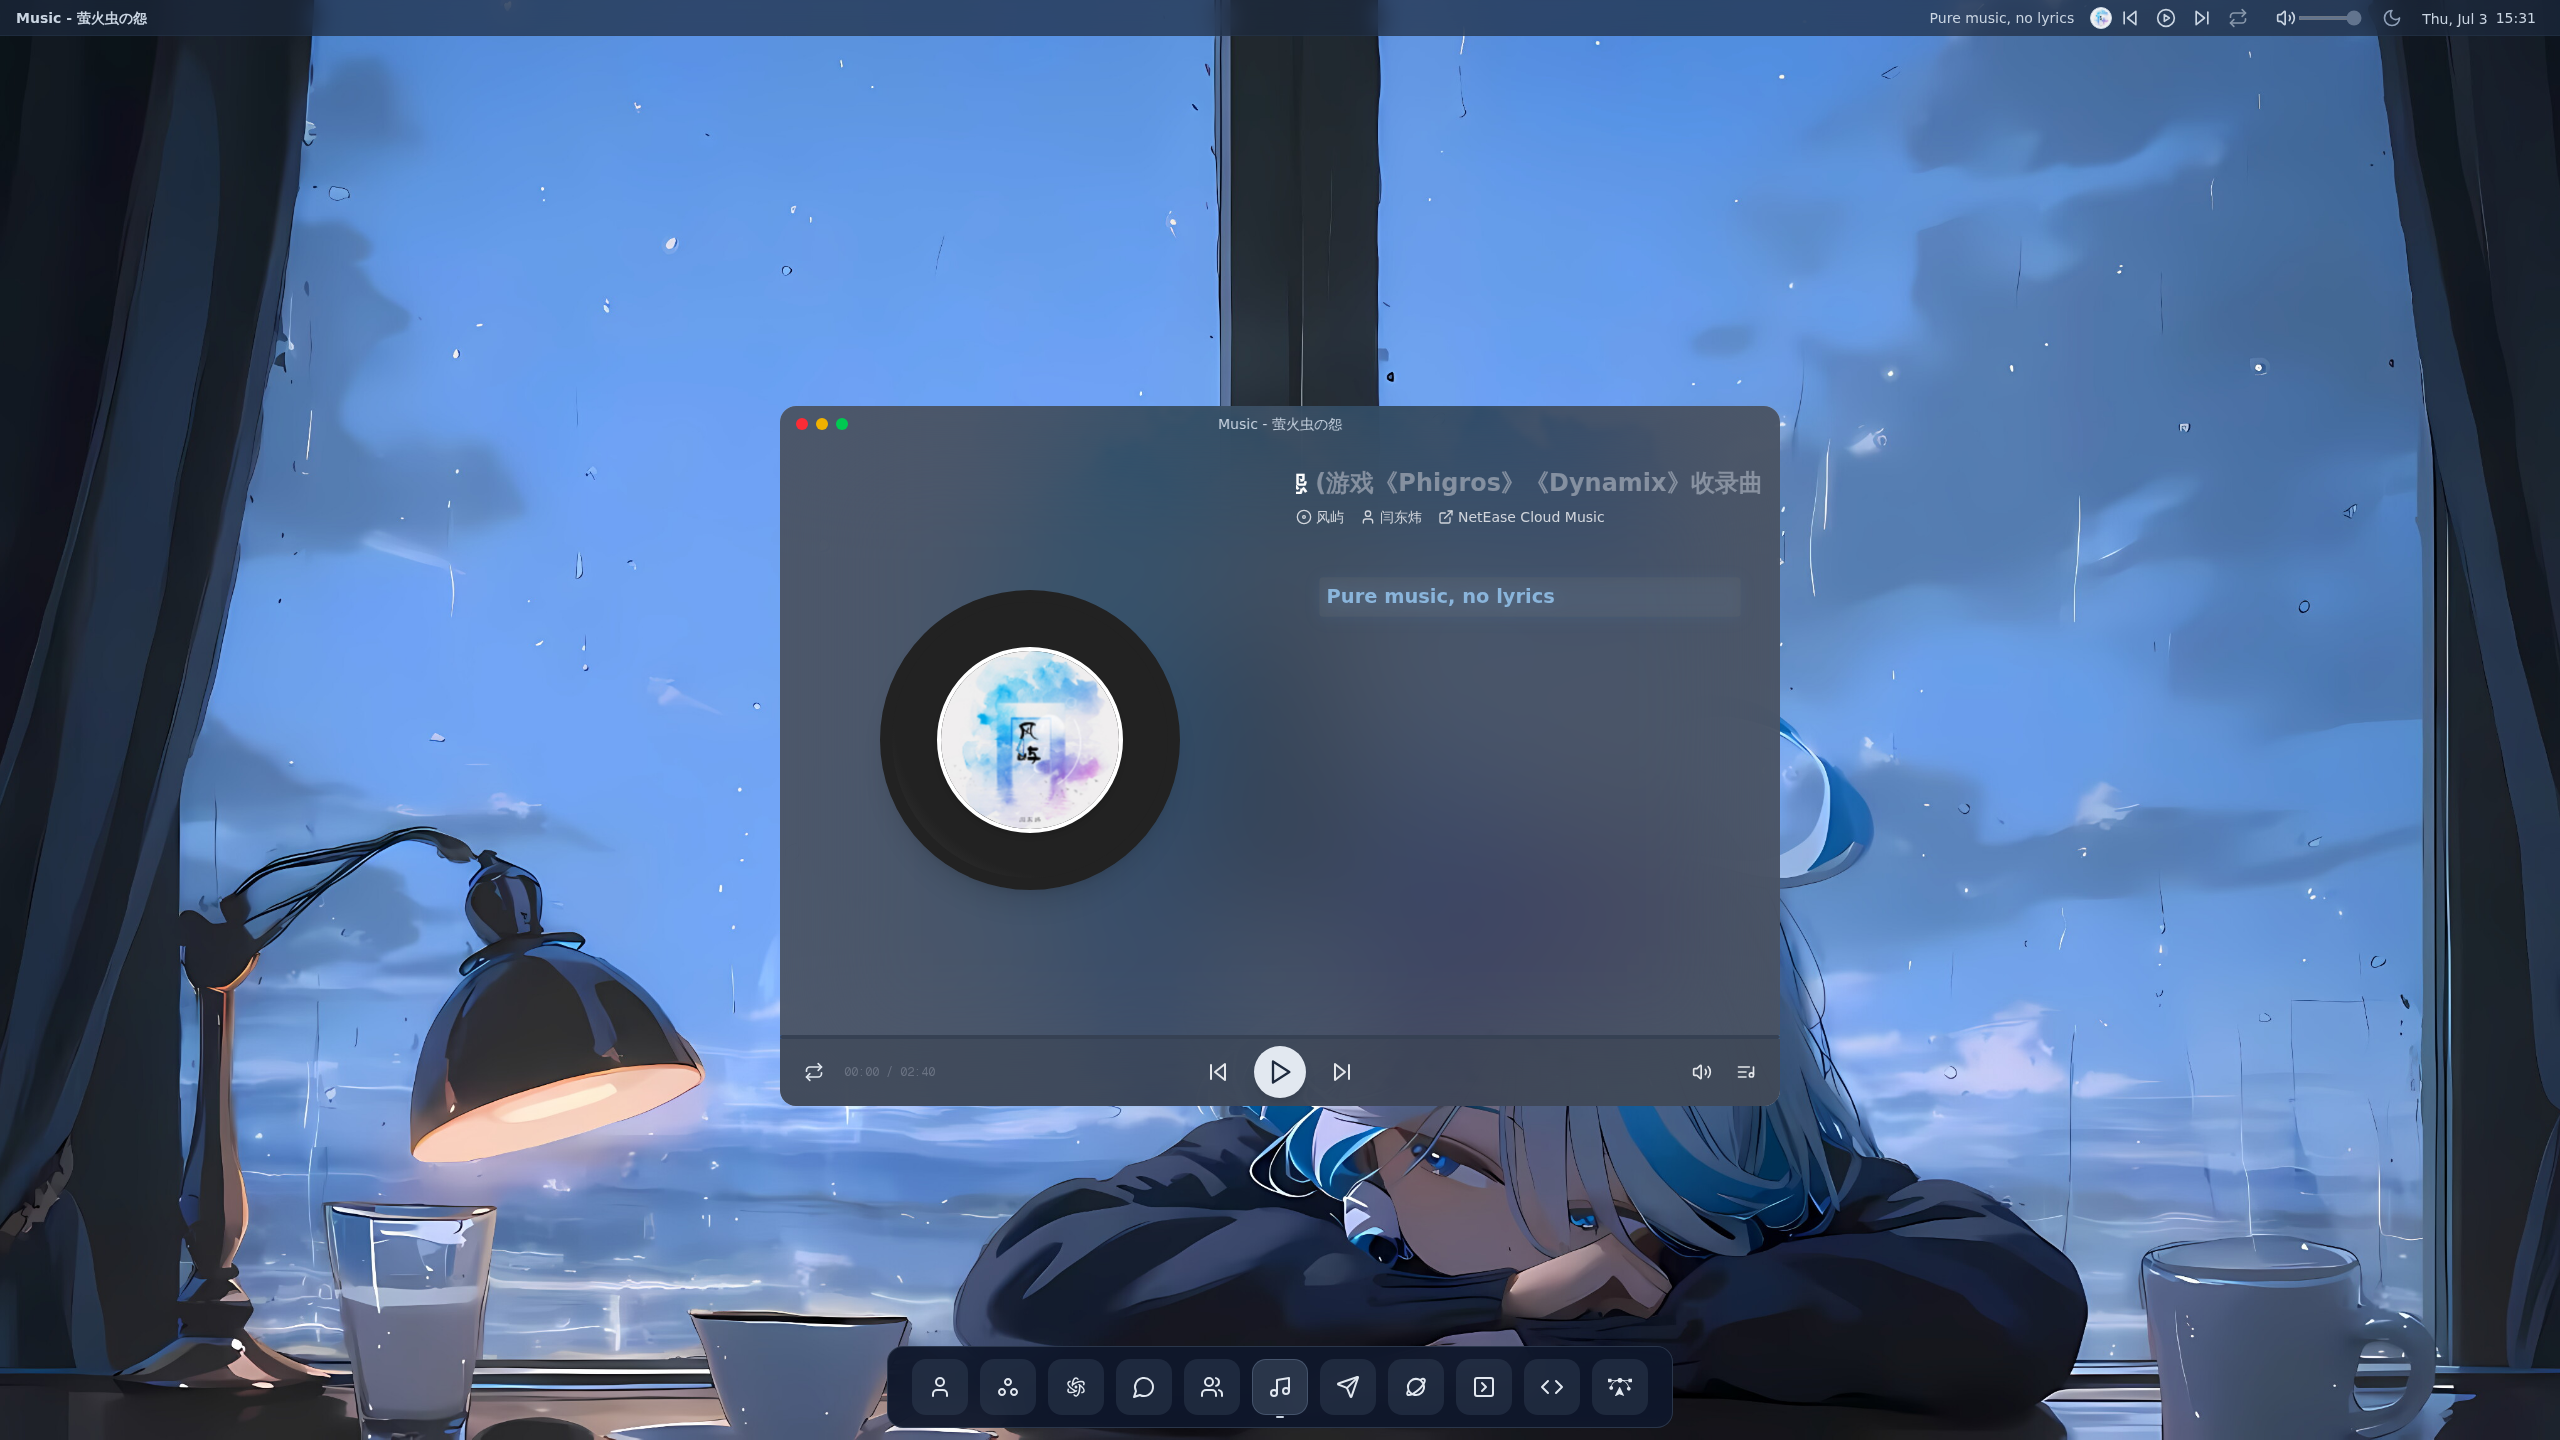 Music - 萤火虫の怨
Pure music, no lyrics
Thu, Jul 3 15:31
Music - 萤火虫の怨
(游戏《Phigros》《Dynamix》收录曲
风屿 闫东炜 NetEase Cloud Music
Pure music, no lyrics
风屿
00:00 / 02:40